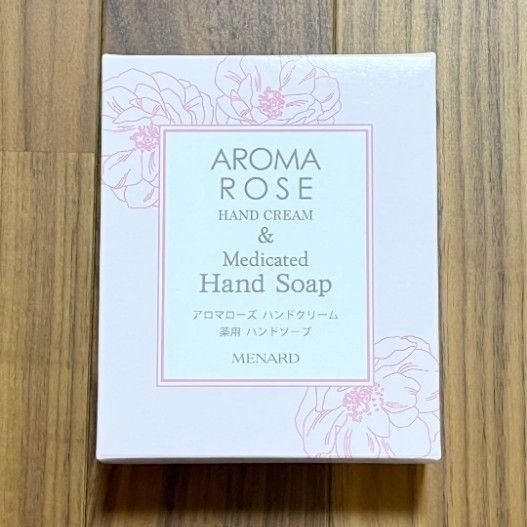 AROMA
ROSE
HAND CREAM
&
Medicated
Hand Soap
アロマローズ ハンドクリーム
薬用 ハンドソープ
MENARD